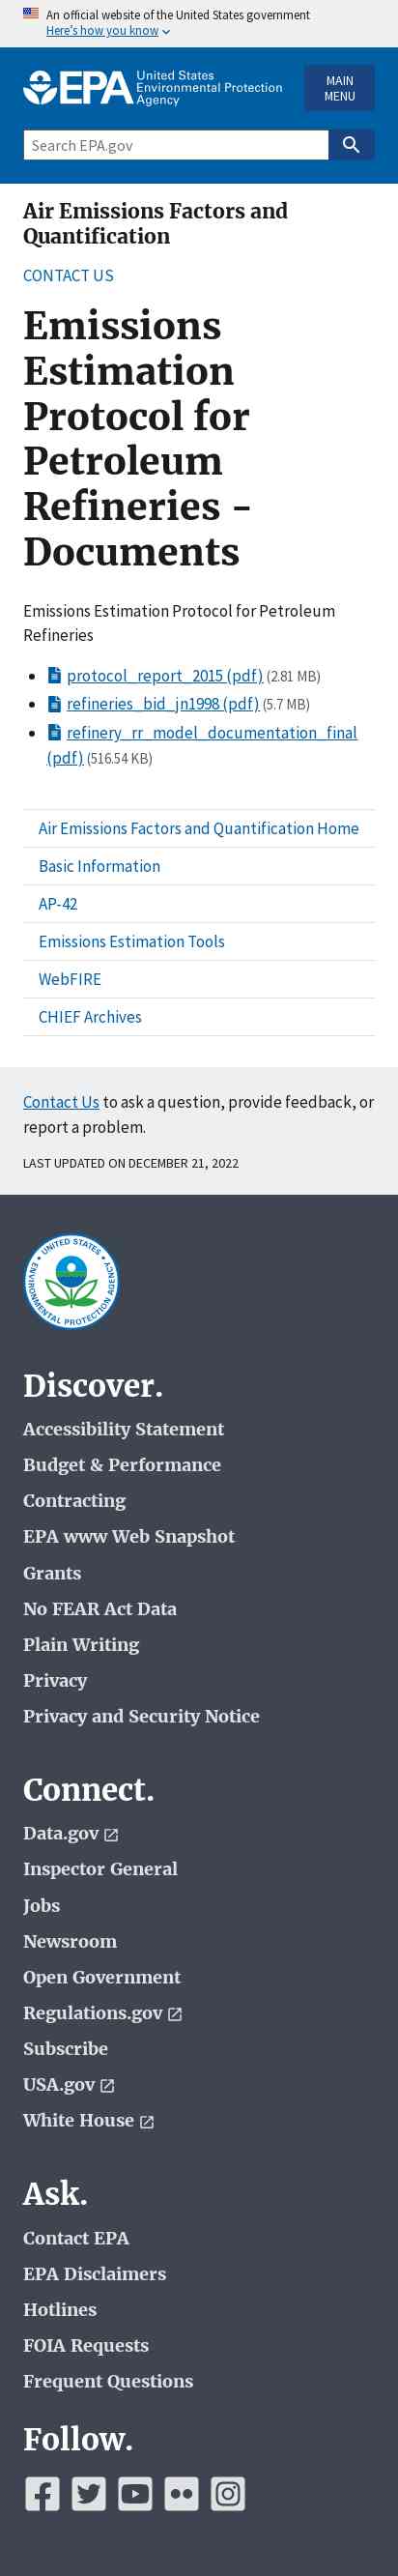 An official website of the United States government
Here's how you know
EPA United States
Environmental Protection
Agency
MAIN
MENU
Search EPA.gov
Air Emissions Factors and
Quantification
CONTACT US
Emissions
Estimation
Protocol for
Petroleum
Refineries -
Documents
Emissions Estimation Protocol for Petroleum
Refineries
protocol_report_2015 (pdf) (2.81 MB)
refineries_bid_jn1998 (pdf) (5.7 MB)
refinery_rr_model_documentation_final
(pdf) (516.54 KB)
Air Emissions Factors and Quantification Home
Basic Information
AP-42
Emissions Estimation Tools
WebFIRE
CHIEF Archives
Contact Us to ask a question, provide feedback, or
report a problem.
LAST UPDATED ON DECEMBER 21, 2022
UNITED STATES
ENVIRONMENTAL PROTECTION AGENCY
Discover.
Accessibility Statement
Budget & Performance
Contracting
EPA www Web Snapshot
Grants
No FEAR Act Data
Plain Writing
Privacy
Privacy and Security Notice
Connect.
Data.gov
Inspector General
Jobs
Newsroom
Open Government
Regulations.gov
Subscribe
USA.gov
White House
Ask.
Contact EPA
EPA Disclaimers
Hotlines
FOIA Requests
Frequent Questions
Follow.